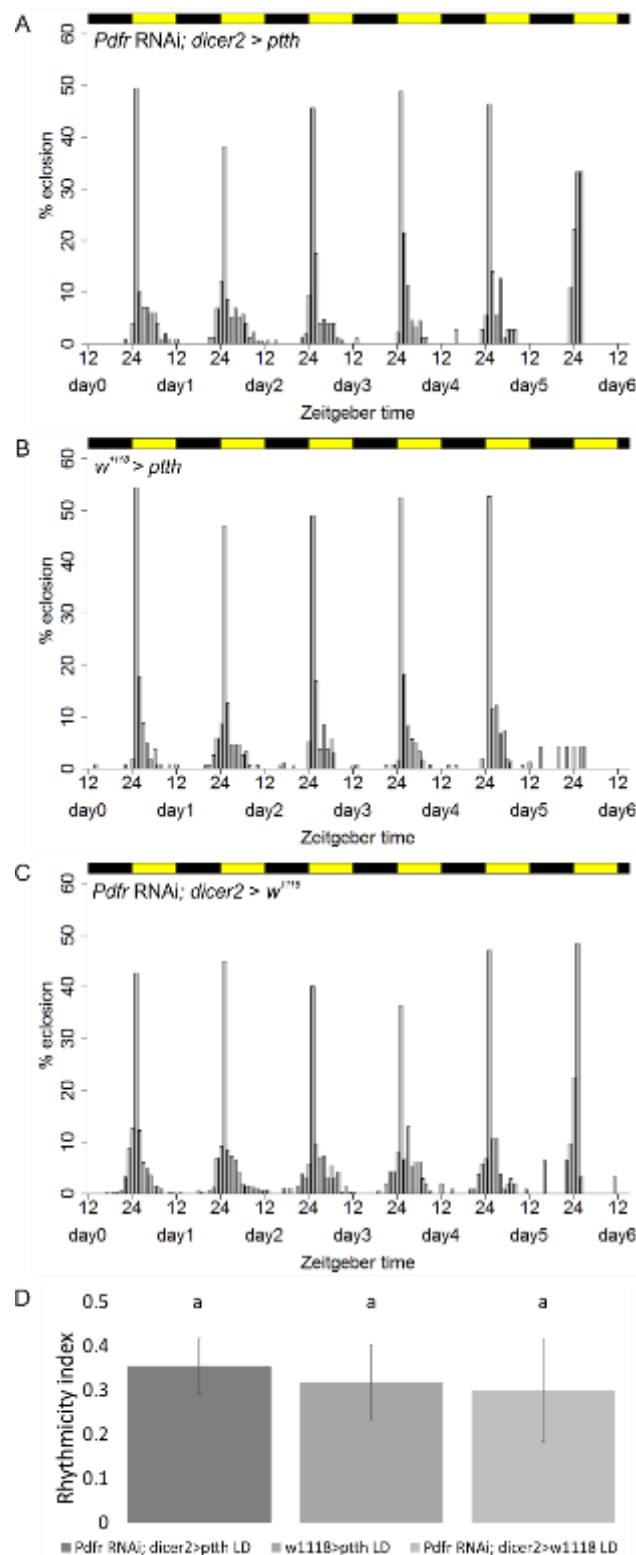 A
Pdfr RNAi; dicer2 > ptth
60
50
40
30
20
10
0
% eclosion
12 24 12 24 12 24 12 24 12 24 12 24 12
day0 day1 day2 day3 day4 day5 day6
Zeitgeber time
B
w1118 > ptth
60
50
40
30
20
10
0
% eclosion
12 24 12 24 12 24 12 24 12 24 12 24 12
day0 day1 day2 day3 day4 day5 day6
Zeitgeber time
C
Pdfr RNAi; dicer2 > w1118
60
50
40
30
20
10
0
% eclosion
12 24 12 24 12 24 12 24 12 24 12 24 12
day0 day1 day2 day3 day4 day5 day6
Zeitgeber time
D
0.5
0.4
0.3
0.2
0.1
0
Rhythmicity index
a a a
Pdfr RNAi; dicer2>ptth LD w1118>ptth LD Pdfr RNAi; dicer2>w1118 LD